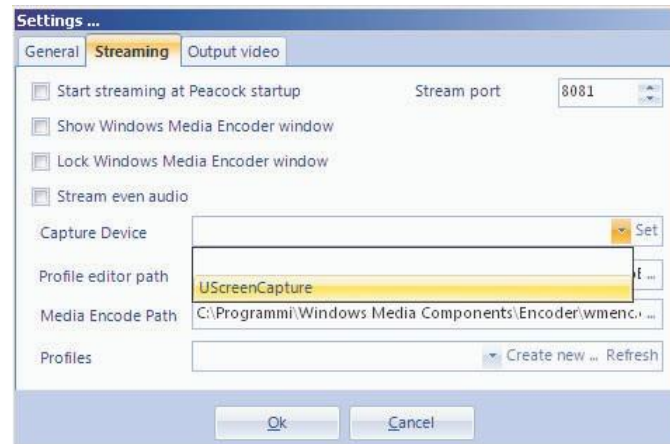 Settings ...
General Streaming Output video
Start streaming at Peacock startup Stream port 8081
Show Windows Media Encoder window
Lock Windows Media Encoder window
Stream even audio
Capture Device Set
Profile editor path ...
UScreenCapture
Media Encode Path C:\Programmi\Windows Media Components\Encoder\wmenc. ...
Profiles Create new ... Refresh
Ok Cancel